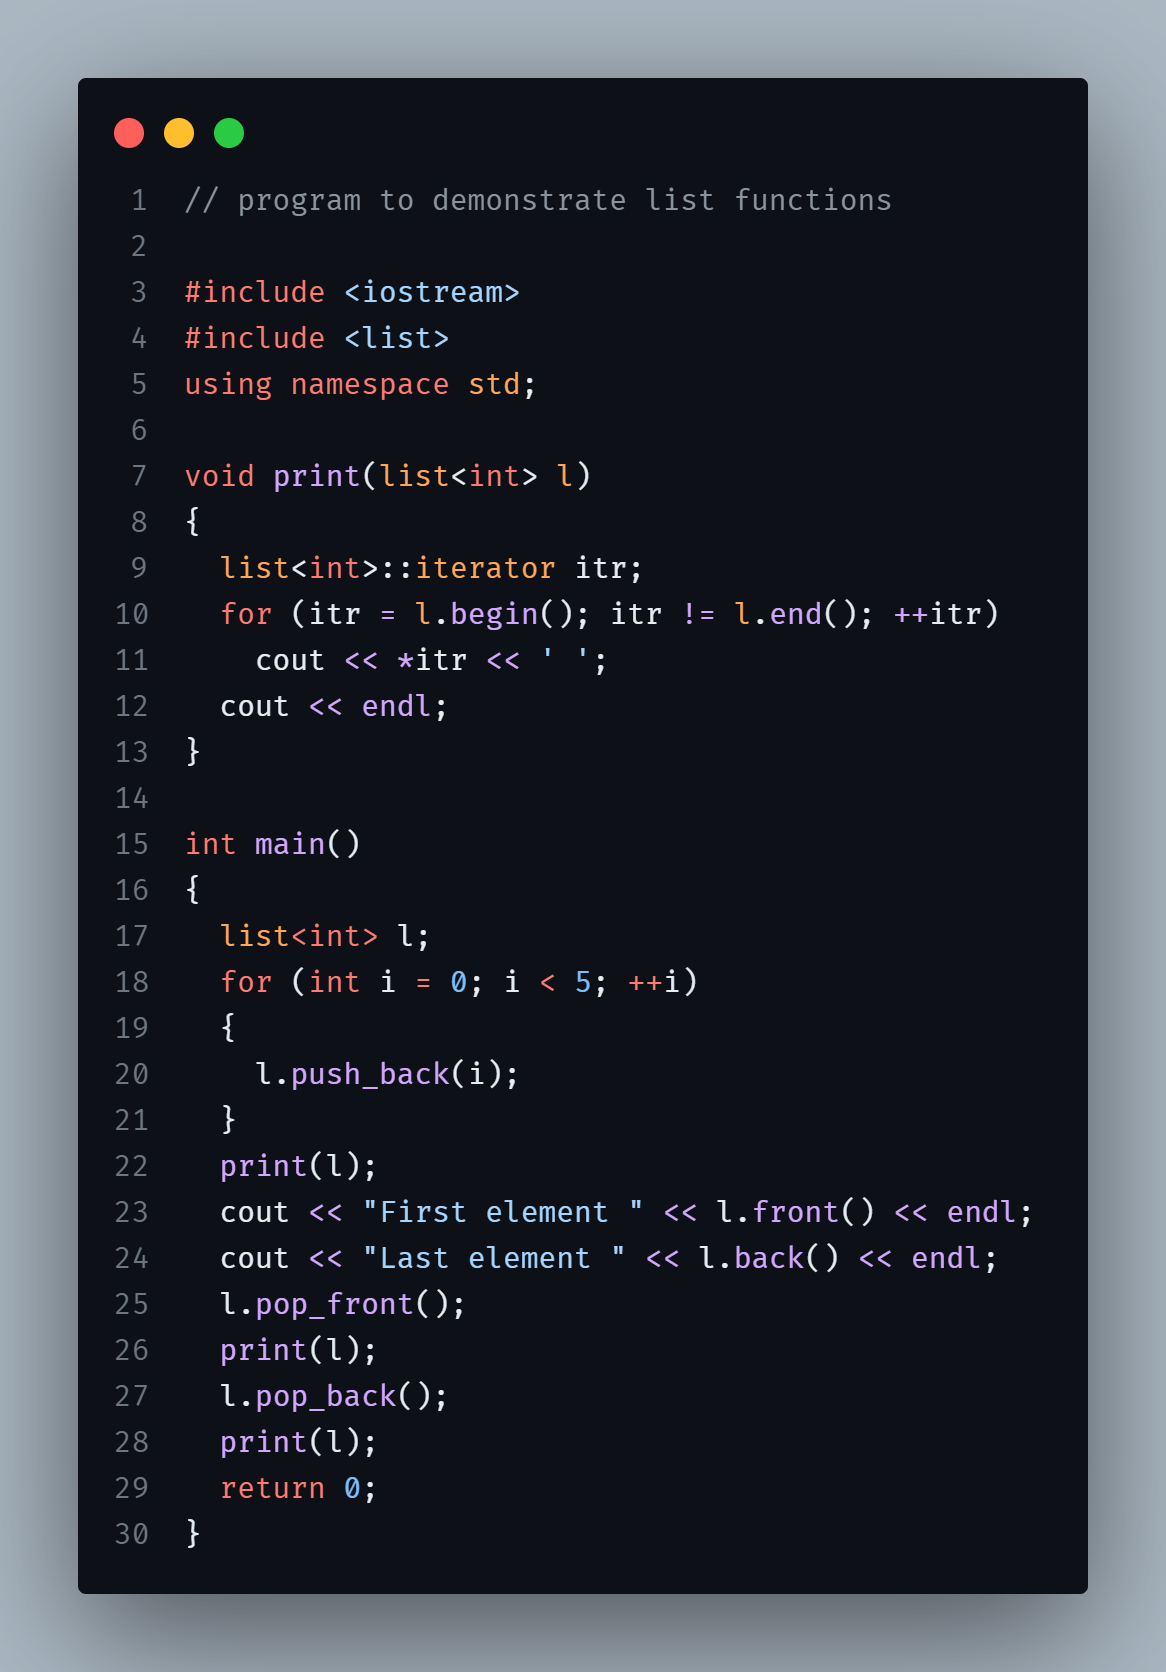 1 // program to demonstrate list functions
2
3 #include <iostream>
4 #include <list>
5 using namespace std;
6
7 void print(list<int> l)
8 {
9   list<int>::iterator itr;
10   for (itr = l.begin(); itr != l.end(); ++itr)
11     cout << *itr << ' ';
12   cout << endl;
13 }
14
15 int main()
16 {
17   list<int> l;
18   for (int i = 0; i < 5; ++i)
19   {
20     l.push_back(i);
21   }
22   print(l);
23   cout << "First element " << l.front() << endl;
24   cout << "Last element " << l.back() << endl;
25   l.pop_front();
26   print(l);
27   l.pop_back();
28   print(l);
29   return 0;
30 }